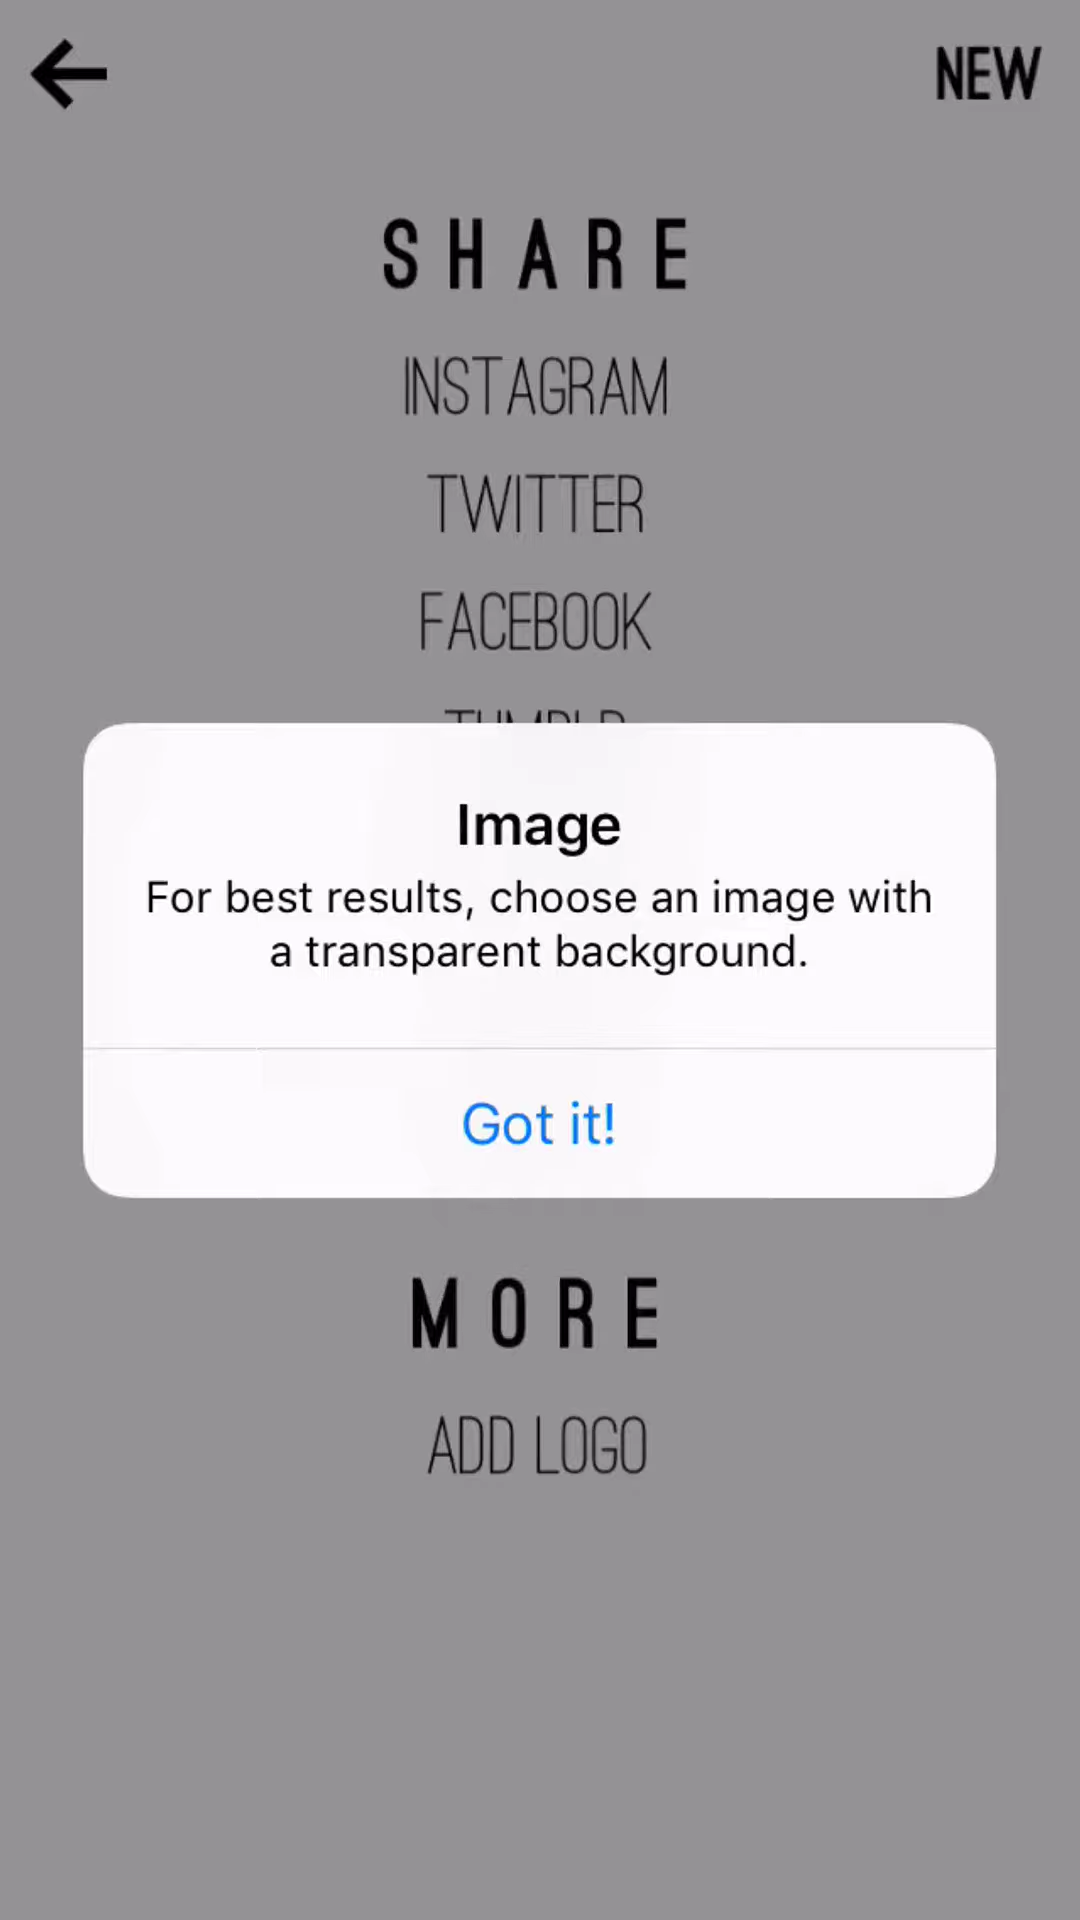 NEW
SHARE
INSTAGRAM
TWITTER
FACEBOOK
TUMBLR
Image
For best results, choose an image with
a transparent background.
Got it!
MORE
ADD LOGO